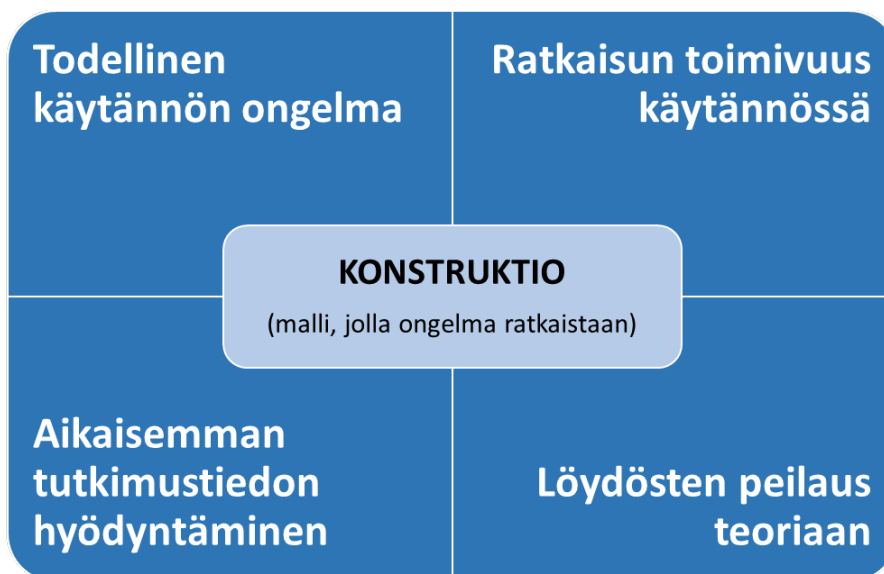 Todellinen
käytännön ongelma
Ratkaisun toimivuus
käytännössä
KONSTRUKTIO
(malli, jolla ongelma ratkaistaan)
Aikaisemman
tutkimustiedon
hyödyntäminen
Löydösten peilaus
teoriaan